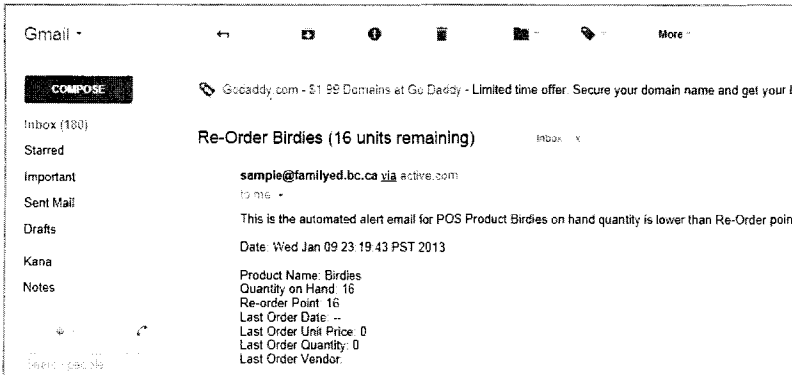 Gmail
More
COMPOSE
Gocaddy.com - $1.99 Domains at Go Daddy - Limited time offer. Secure your domain name and get your
Inbox (180)
Starred
Important
Sent Mail
Drafts
Kana
Notes
Search people
Re-Order Birdies (16 units remaining)
Inbox x
sample@familyed.bc.ca via active.com
to me
This is the automated alert email for POS Product Birdies on hand quantity is lower than Re-Order poin
Date: Wed Jan 09 23:19:43 PST 2013
Product Name: Birdies
Quantity on Hand: 16
Re-order Point: 16
Last Order Date: --
Last Order Unit Price: 0
Last Order Quantity: 0
Last Order Vendor: